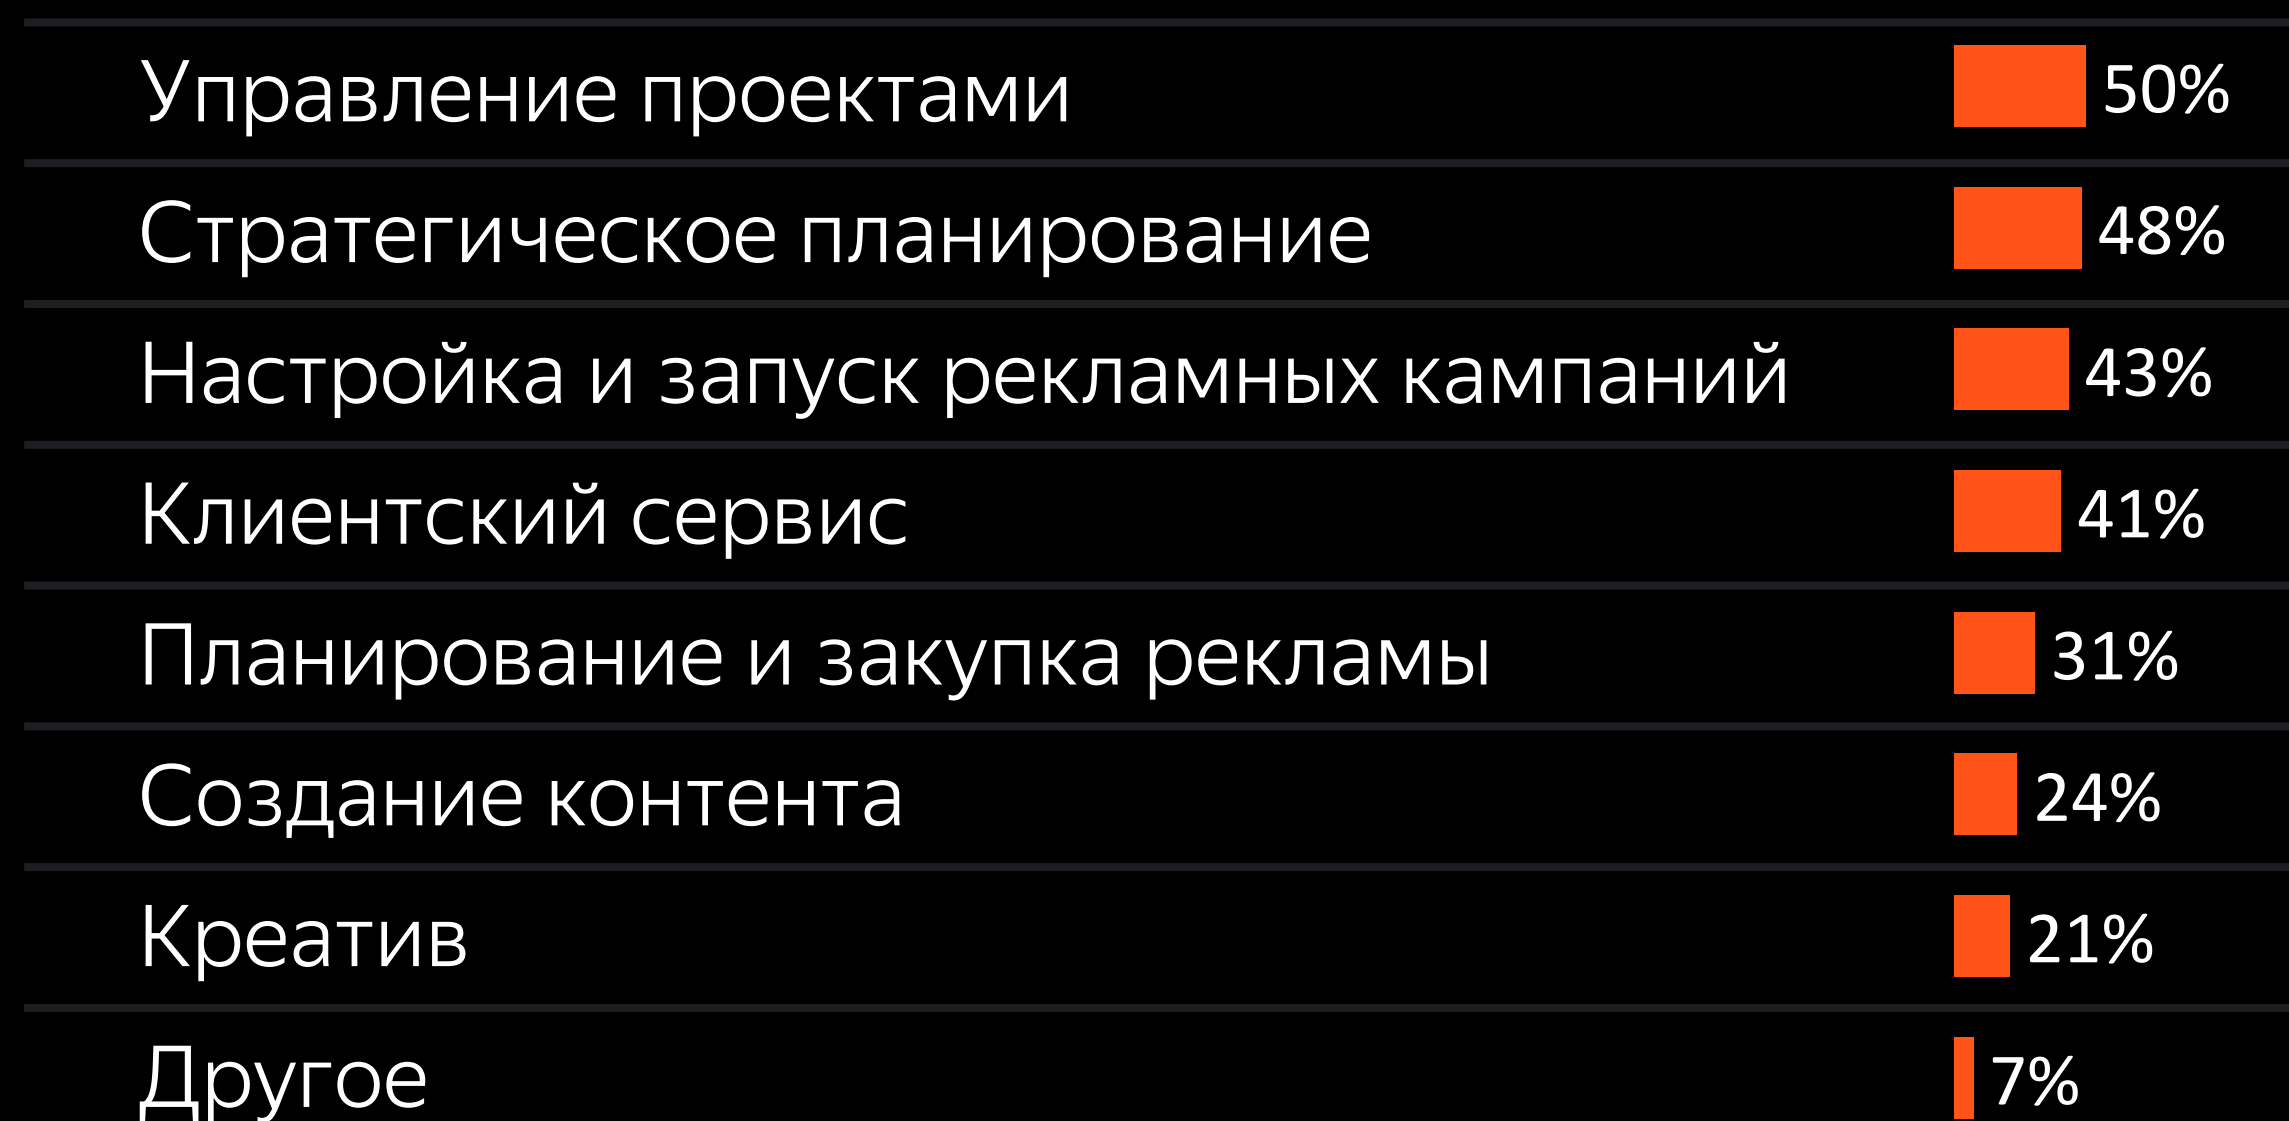 Управление проектами 50%
Стратегическое планирование 48%
Настройка и запуск рекламных кампаний 43%
Клиентский сервис 41%
Планирование и закупка рекламы 31%
Создание контента 24%
Креатив 21%
Другое 7%